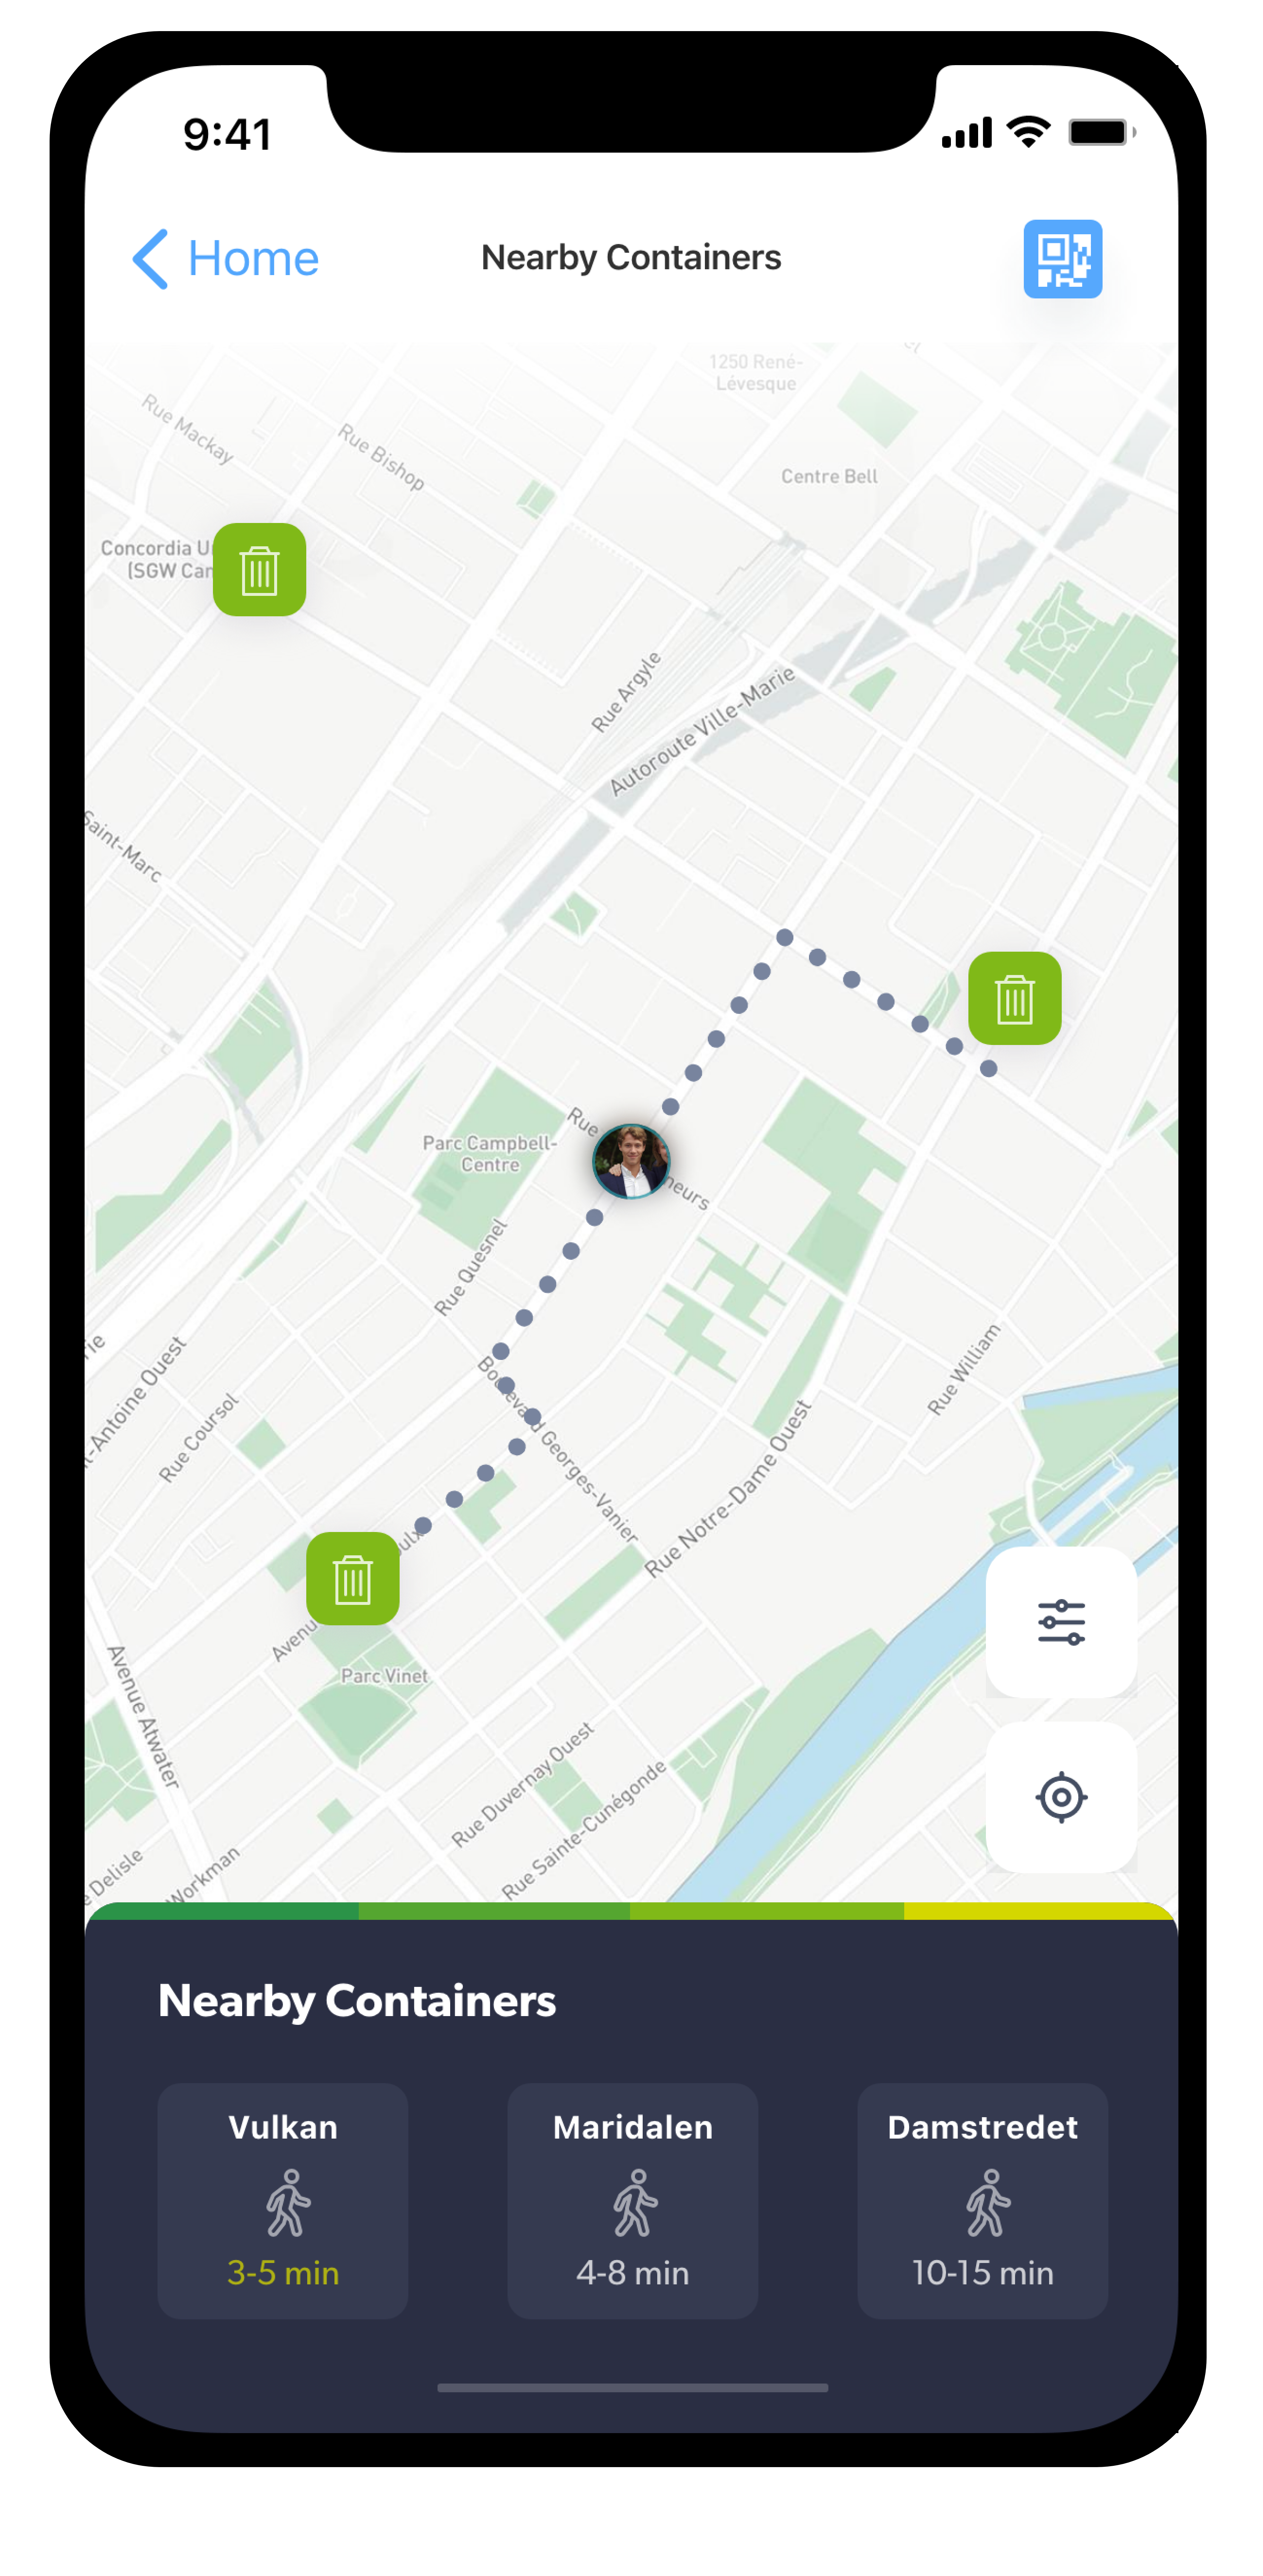 9:41
Home
Nearby Containers
1250 René-
Lévesque
Rue Mackay
Rue Bishop
Centre Bell
Concordia U
(SGW Ca
Rue Argyle
Autoroute Ville-Marie
Saint-Marc
Rue
neurs
Parc Campbell-
Centre
Rue Quesnel
Rue William
-Antoine Ouest
Rue Coursol
Boulevard Georges-Vanier
Rue Notre-Dame Ouest
Avenu
Parc Vinet
Avenue Atwater
Rue Duvernay Ouest
Rue Sainte-Cunégonde
Delisle
Workman
Nearby Containers
Vulkan
Maridalen
Damstredet
3-5 min
4-8 min
10-15 min